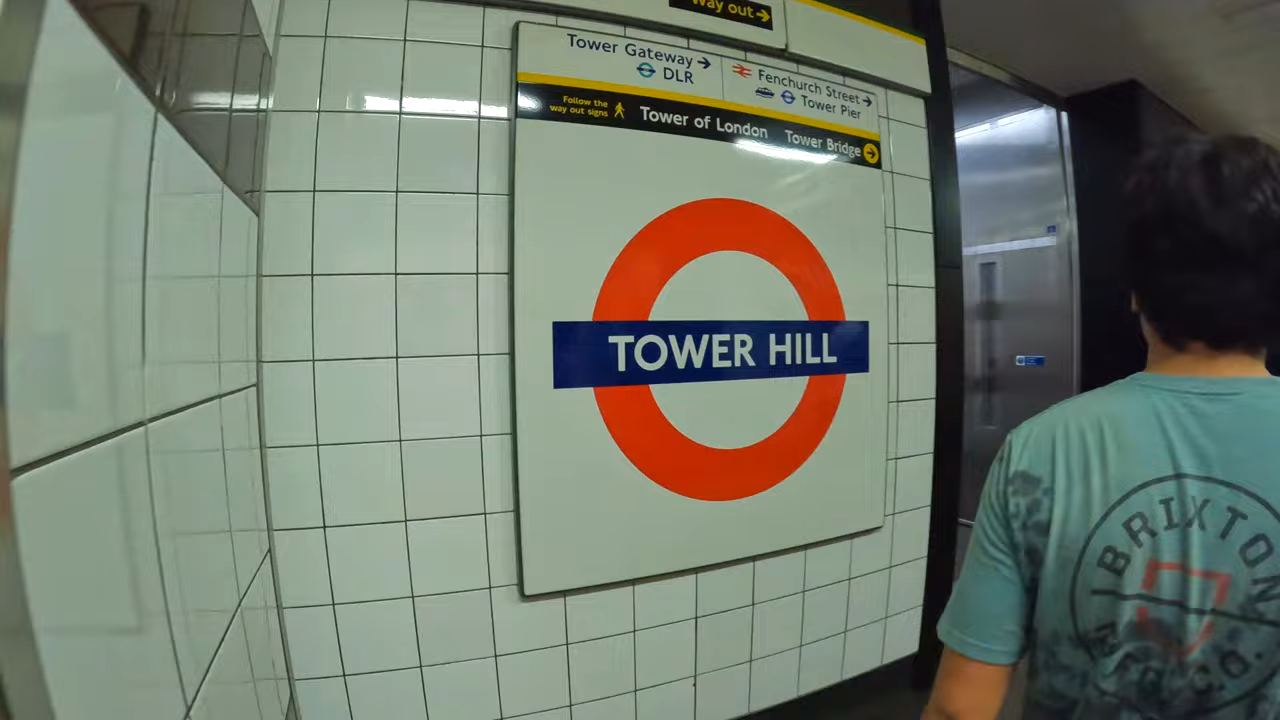 Way out →
Tower Gateway →
DLR
Fenchurch Street →
Tower Pier
Follow the
way out signs
Tower of London
Tower Bridge →
TOWER HILL
BRIXTON
CO.